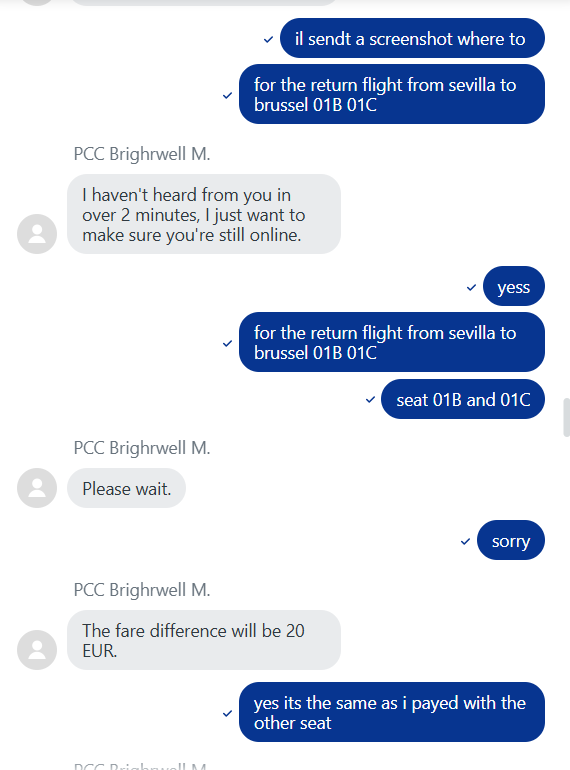 il sendt a screenshot where to
for the return flight from sevilla to
brussel 01B 01C
PCC Brighrwell M.
I haven't heard from you in
over 2 minutes, I just want to
make sure you're still online.
yess
for the return flight from sevilla to
brussel 01B 01C
seat 01B and 01C
PCC Brighrwell M.
Please wait.
sorry
PCC Brighrwell M.
The fare difference will be 20
EUR.
yes its the same as i payed with the
other seat
PCC Brighrwell M.